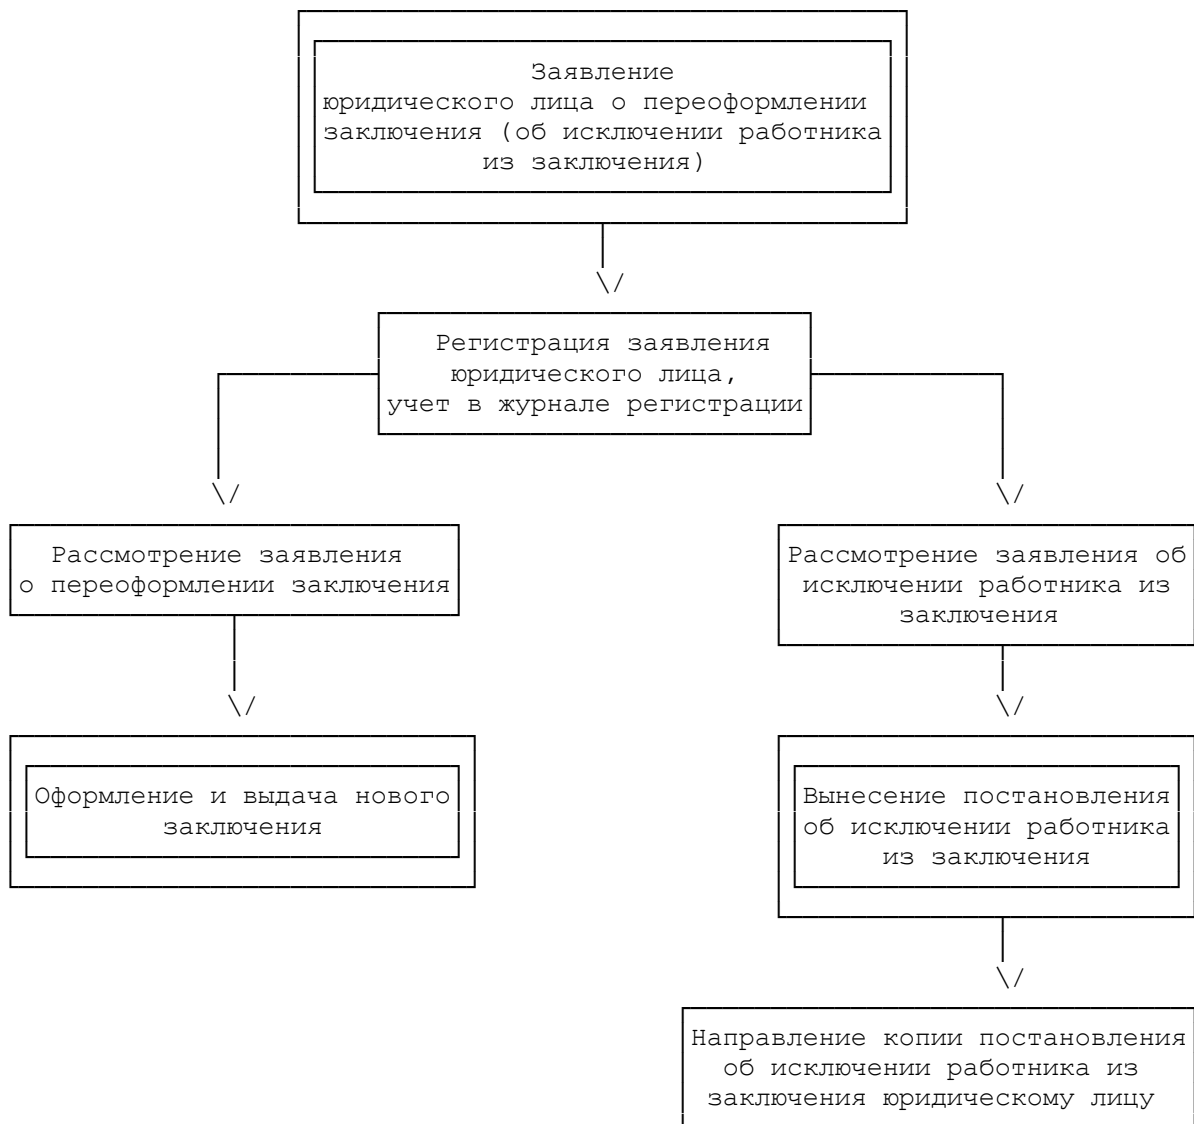 Заявление
юридического лица о переоформлении
заключения (об исключении работника
из заключения)
Регистрация заявления
юридического лица,
учет в журнале регистрации
Рассмотрение заявления
о переоформлении заключения
Рассмотрение заявления об
исключении работника из
заключения
Оформление и выдача нового
заключения
Вынесение постановления
об исключении работника
из заключения
Направление копии постановления
об исключении работника из
заключения юридическому лицу